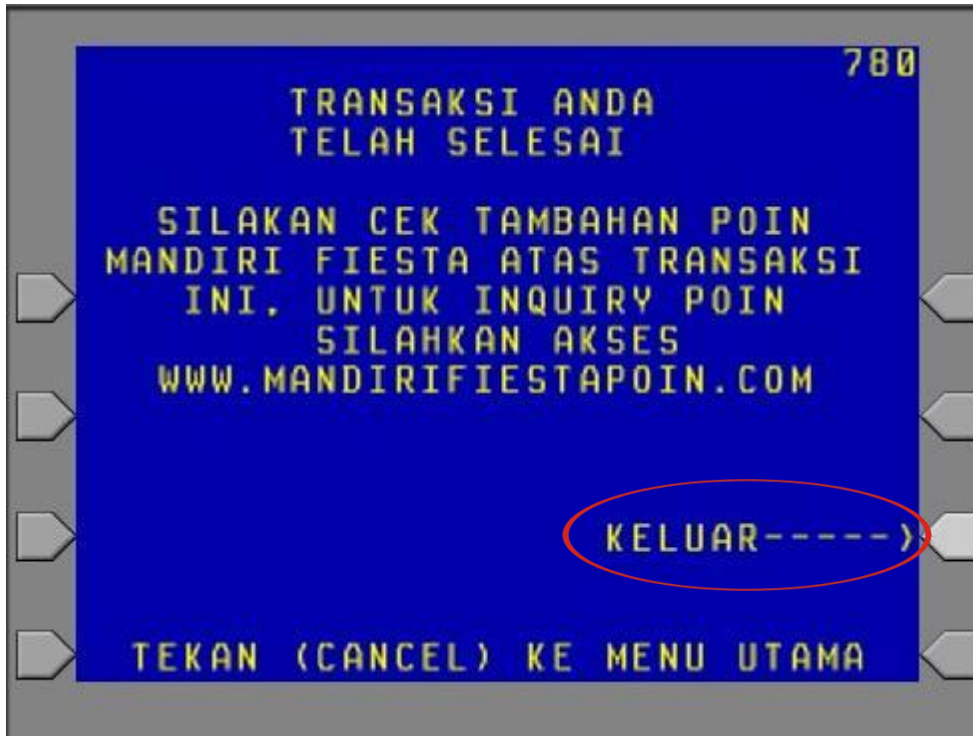 780
TRANSAKSI ANDA
TELAH SELESAI
SILAKAN CEK TAMBAHAN POIN
MANDIRI FIESTA ATAS TRANSAKSI
INI, UNTUK INQUIRY POIN
SILAHKAN AKSES
WWW.MANDIRIFIESTAPOIN.COM
KELUAR-----)
TEKAN (CANCEL) KE MENU UTAMA